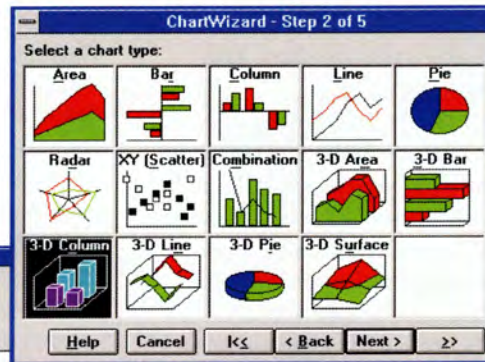 ChartWizard - Step 2 of 5
Select a chart type:
Area Bar Column Line Pie
Radar XY (Scatter) Combination 3-D Area 3-D Bar
3-D Column 3-D Line 3-D Pie 3-D Surface
Help Cancel |<< < Back Next > >>